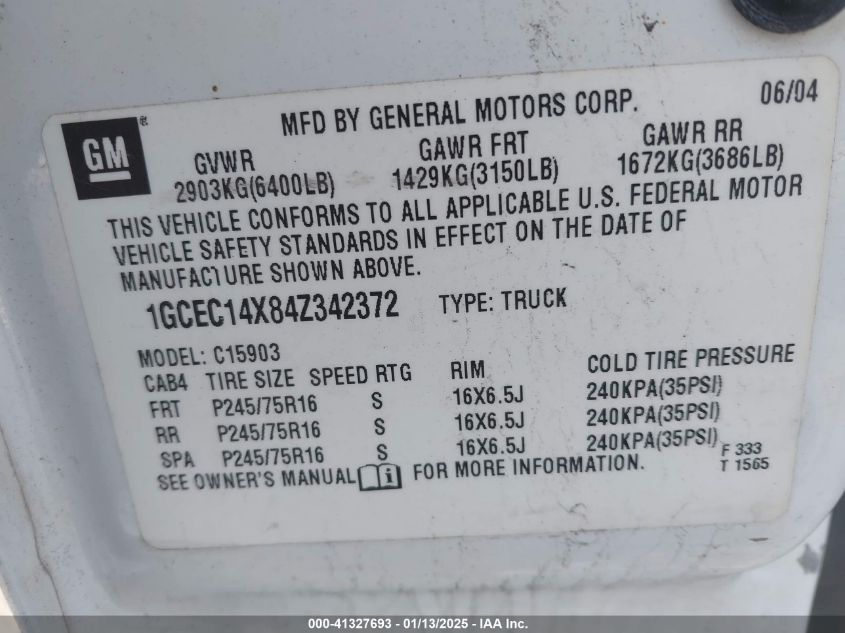 06/04
MFD BY GENERAL MOTORS CORP.
GM®
GVWR GAWR FRT GAWR RR
2903KG(6400LB) 1429KG(3150LB) 1672KG(3686LB)
THIS VEHICLE CONFORMS TO ALL APPLICABLE U.S. FEDERAL MOTOR
VEHICLE SAFETY STANDARDS IN EFFECT ON THE DATE OF
MANUFACTURE SHOWN ABOVE.
1GCEC14X84Z342372 TYPE: TRUCK
MODEL: C15903
CAB4 TIRE SIZE SPEED RTG RIM COLD TIRE PRESSURE
FRT P245/75R16 S 16X6.5J 240KPA(35PSI)
RR P245/75R16 S 16X6.5J 240KPA(35PSI)
SPA P245/75R16 S 16X6.5J 240KPA(35PSI)
F 333
T 1565
SEE OWNER'S MANUAL i FOR MORE INFORMATION.
000-41327693 - 01/13/2025 - IAA Inc.